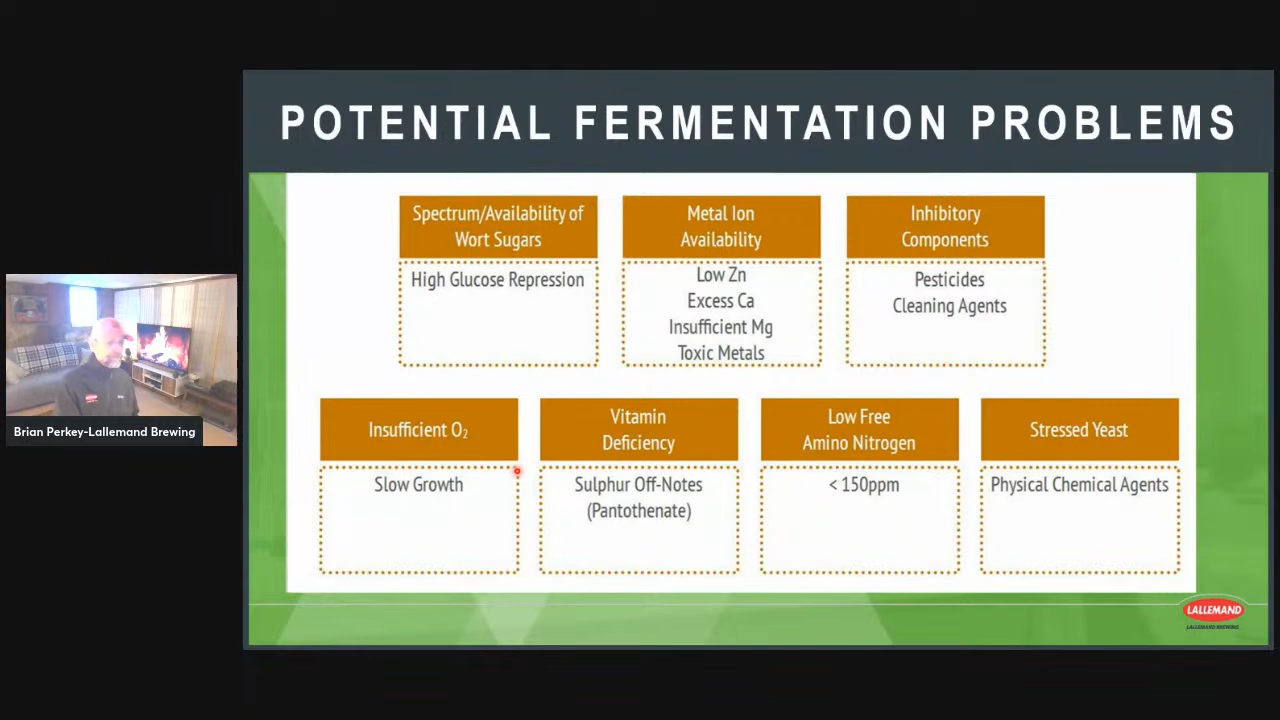 POTENTIAL FERMENTATION PROBLEMS
Spectrum/Availability of
Wort Sugars
High Glucose Repression
Metal Ion
Availability
Low Zn
Excess Ca
Insufficient Mg
Toxic Metals
Inhibitory
Components
Pesticides
Cleaning Agents
Insufficient O₂
Slow Growth
Vitamin
Deficiency
Sulphur Off-Notes
(Pantothenate)
Low Free
Amino Nitrogen
< 150ppm
Stressed Yeast
Physical Chemical Agents
Brian Perkey-Lallemand Brewing
LALLEMAND
LALLEMAND BREWING